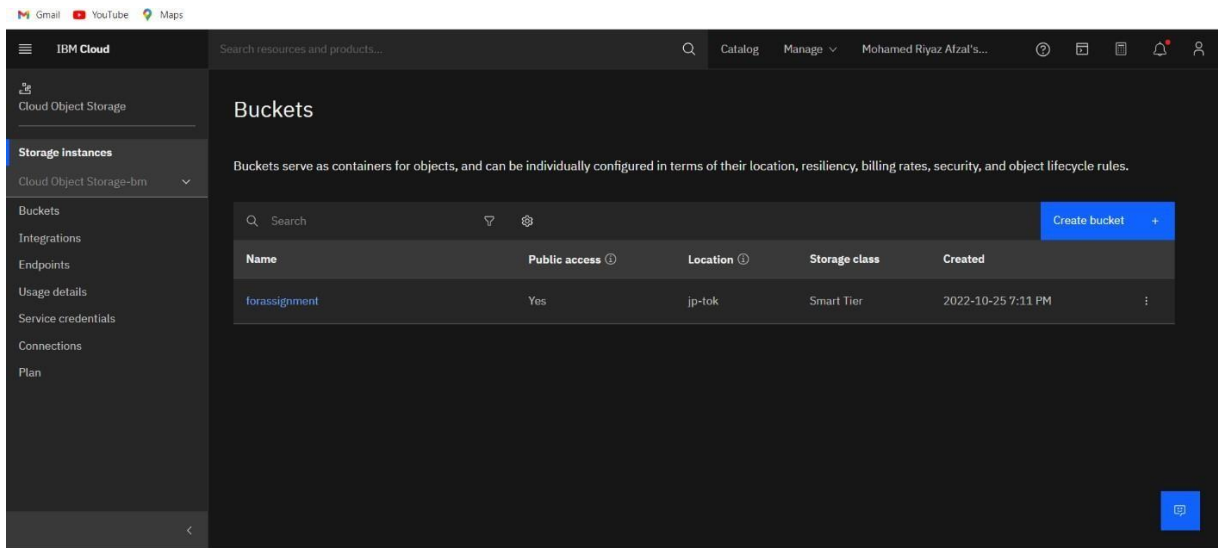 Gmail YouTube Maps
IBM Cloud Search resources and products... Catalog Manage Mohamed Riyaz Afzal's...
Cloud Object Storage
Storage instances
Cloud Object Storage-bm
Buckets
Integrations
Endpoints
Usage details
Service credentials
Connections
Plan
Buckets
Buckets serve as containers for objects, and can be individually configured in terms of their location, resiliency, billing rates, security, and object lifecycle rules.
Search Create bucket +
Name Public access Location Storage class Created
forassignment Yes jp-tok Smart Tier 2022-10-25 7:11 PM